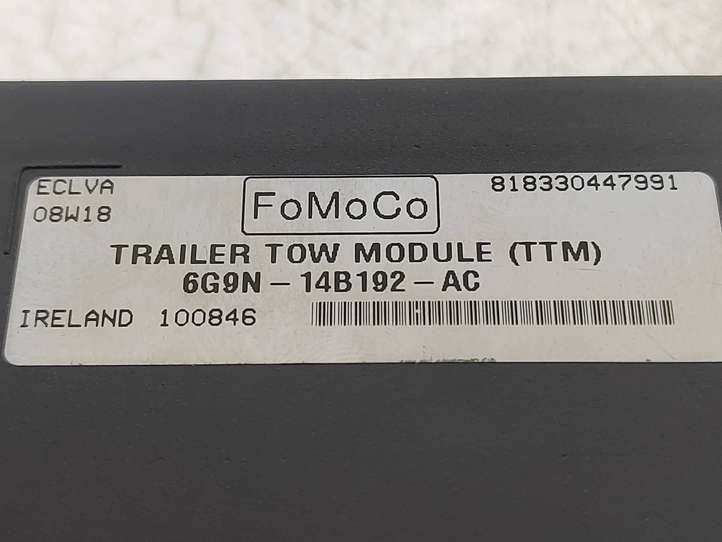 ECLVA FoMoCo 818330447991
08W18
TRAILER TOW MODULE (TTM)
6G9N-14B192-AC
IRELAND 100846